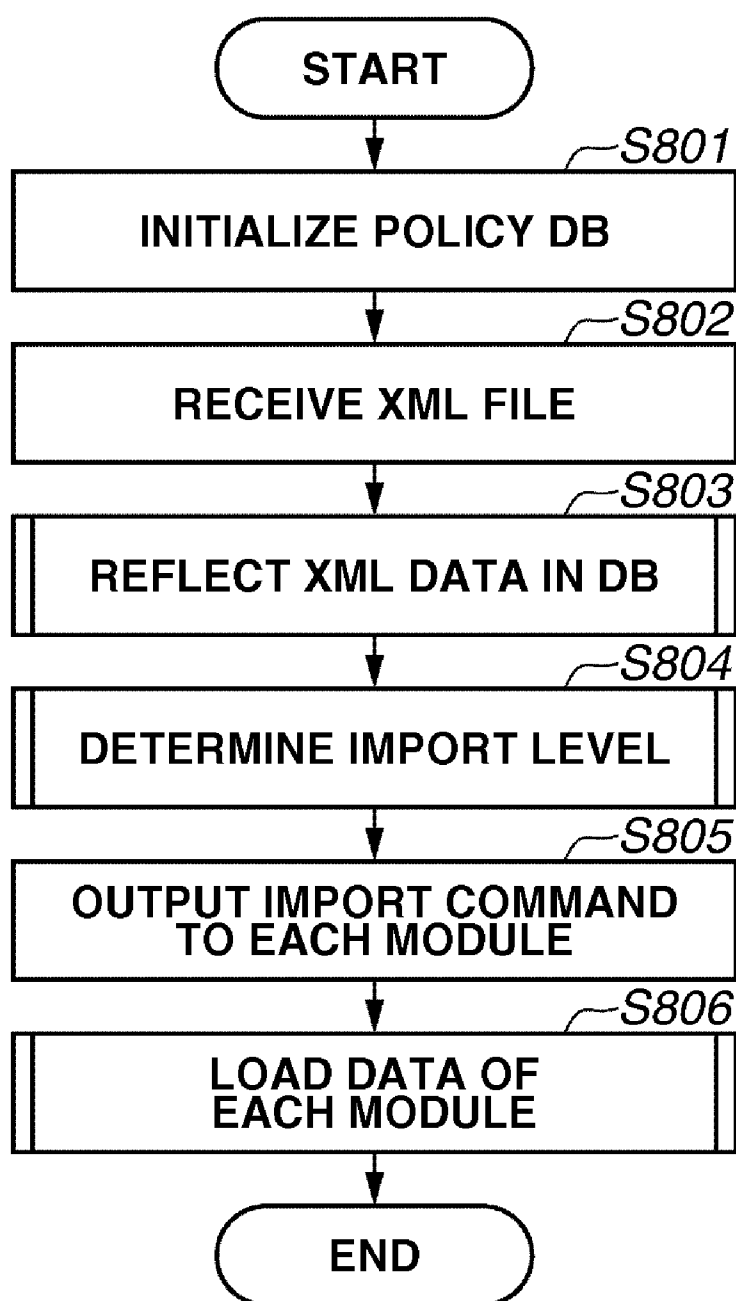 START
S801
INITIALIZE POLICY DB
S802
RECEIVE XML FILE
S803
REFLECT XML DATA IN DB
S804
DETERMINE IMPORT LEVEL
S805
OUTPUT IMPORT COMMAND
TO EACH MODULE
S806
LOAD DATA OF
EACH MODULE
END